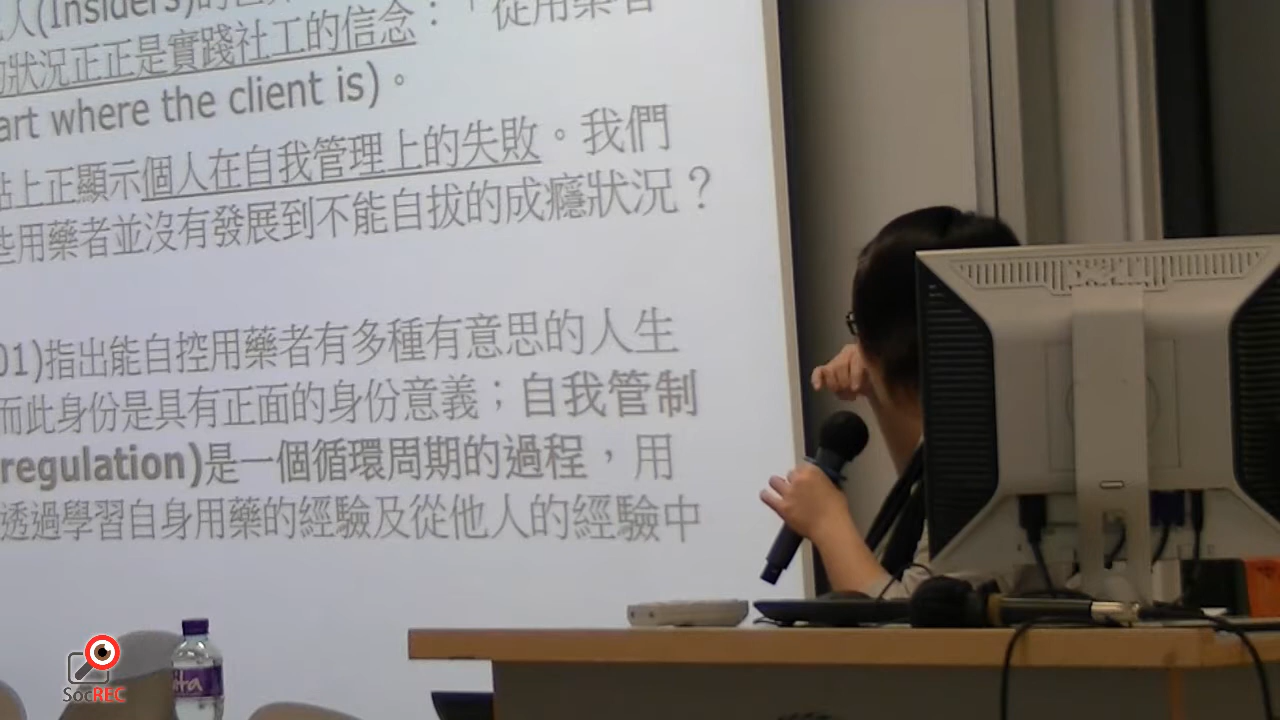 人(Insiders)的
狀況正正是實踐社工的信念：「從用藥者
art where the client is)。
點上正顯示個人在自我管理上的失敗。我們
些用藥者並沒有發展到不能自拔的成癮狀況？
01)指出能自控用藥者有多種有意思的人生
而此身份是具有正面的身份意義；自我管制
regulation)是一個循環周期的過程，用
透過學習自身用藥的經驗及從他人的經驗中
ita
SocREC